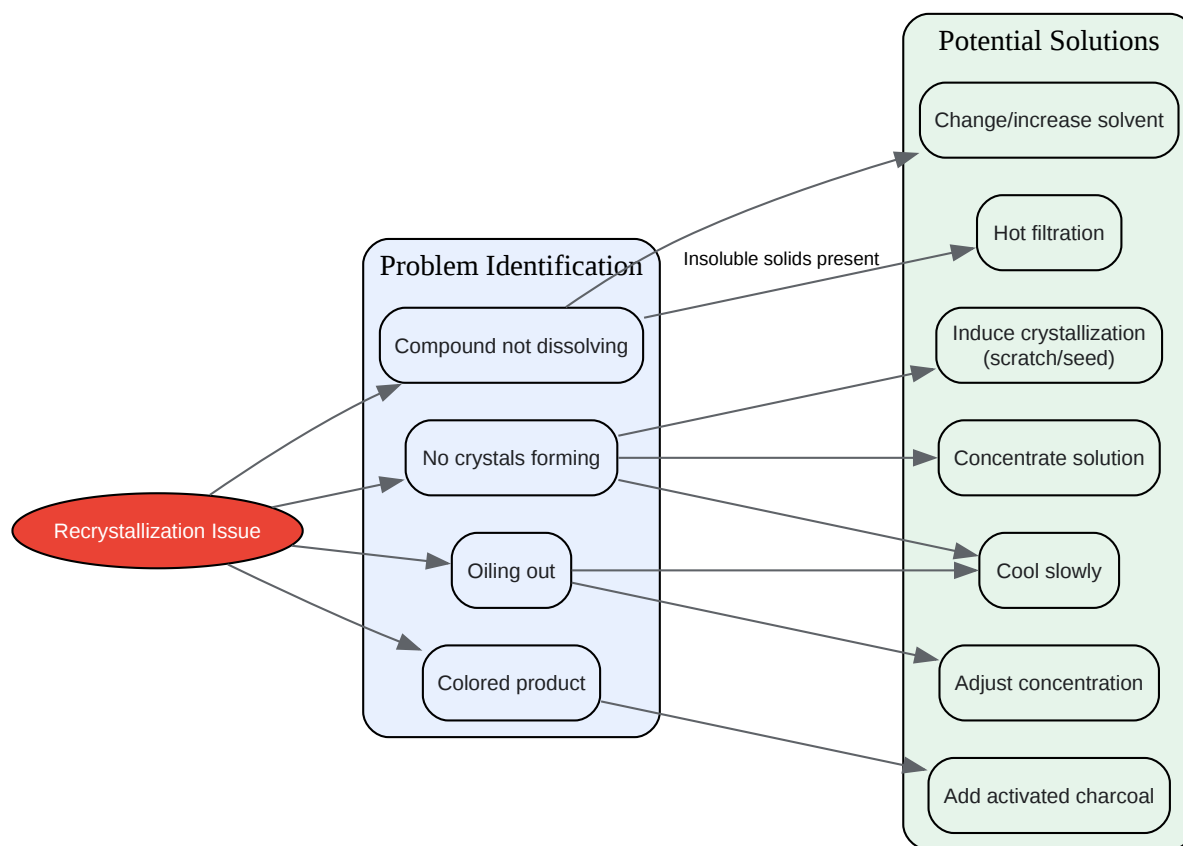 Potential Solutions
Change/increase solvent
Problem Identification
Insoluble solids present
Hot filtration
Compound not dissolving
Induce crystallization
(scratch/seed)
No crystals forming
Concentrate solution
Recrystallization Issue
Oiling out
Cool slowly
Colored product
Adjust concentration
Add activated charcoal